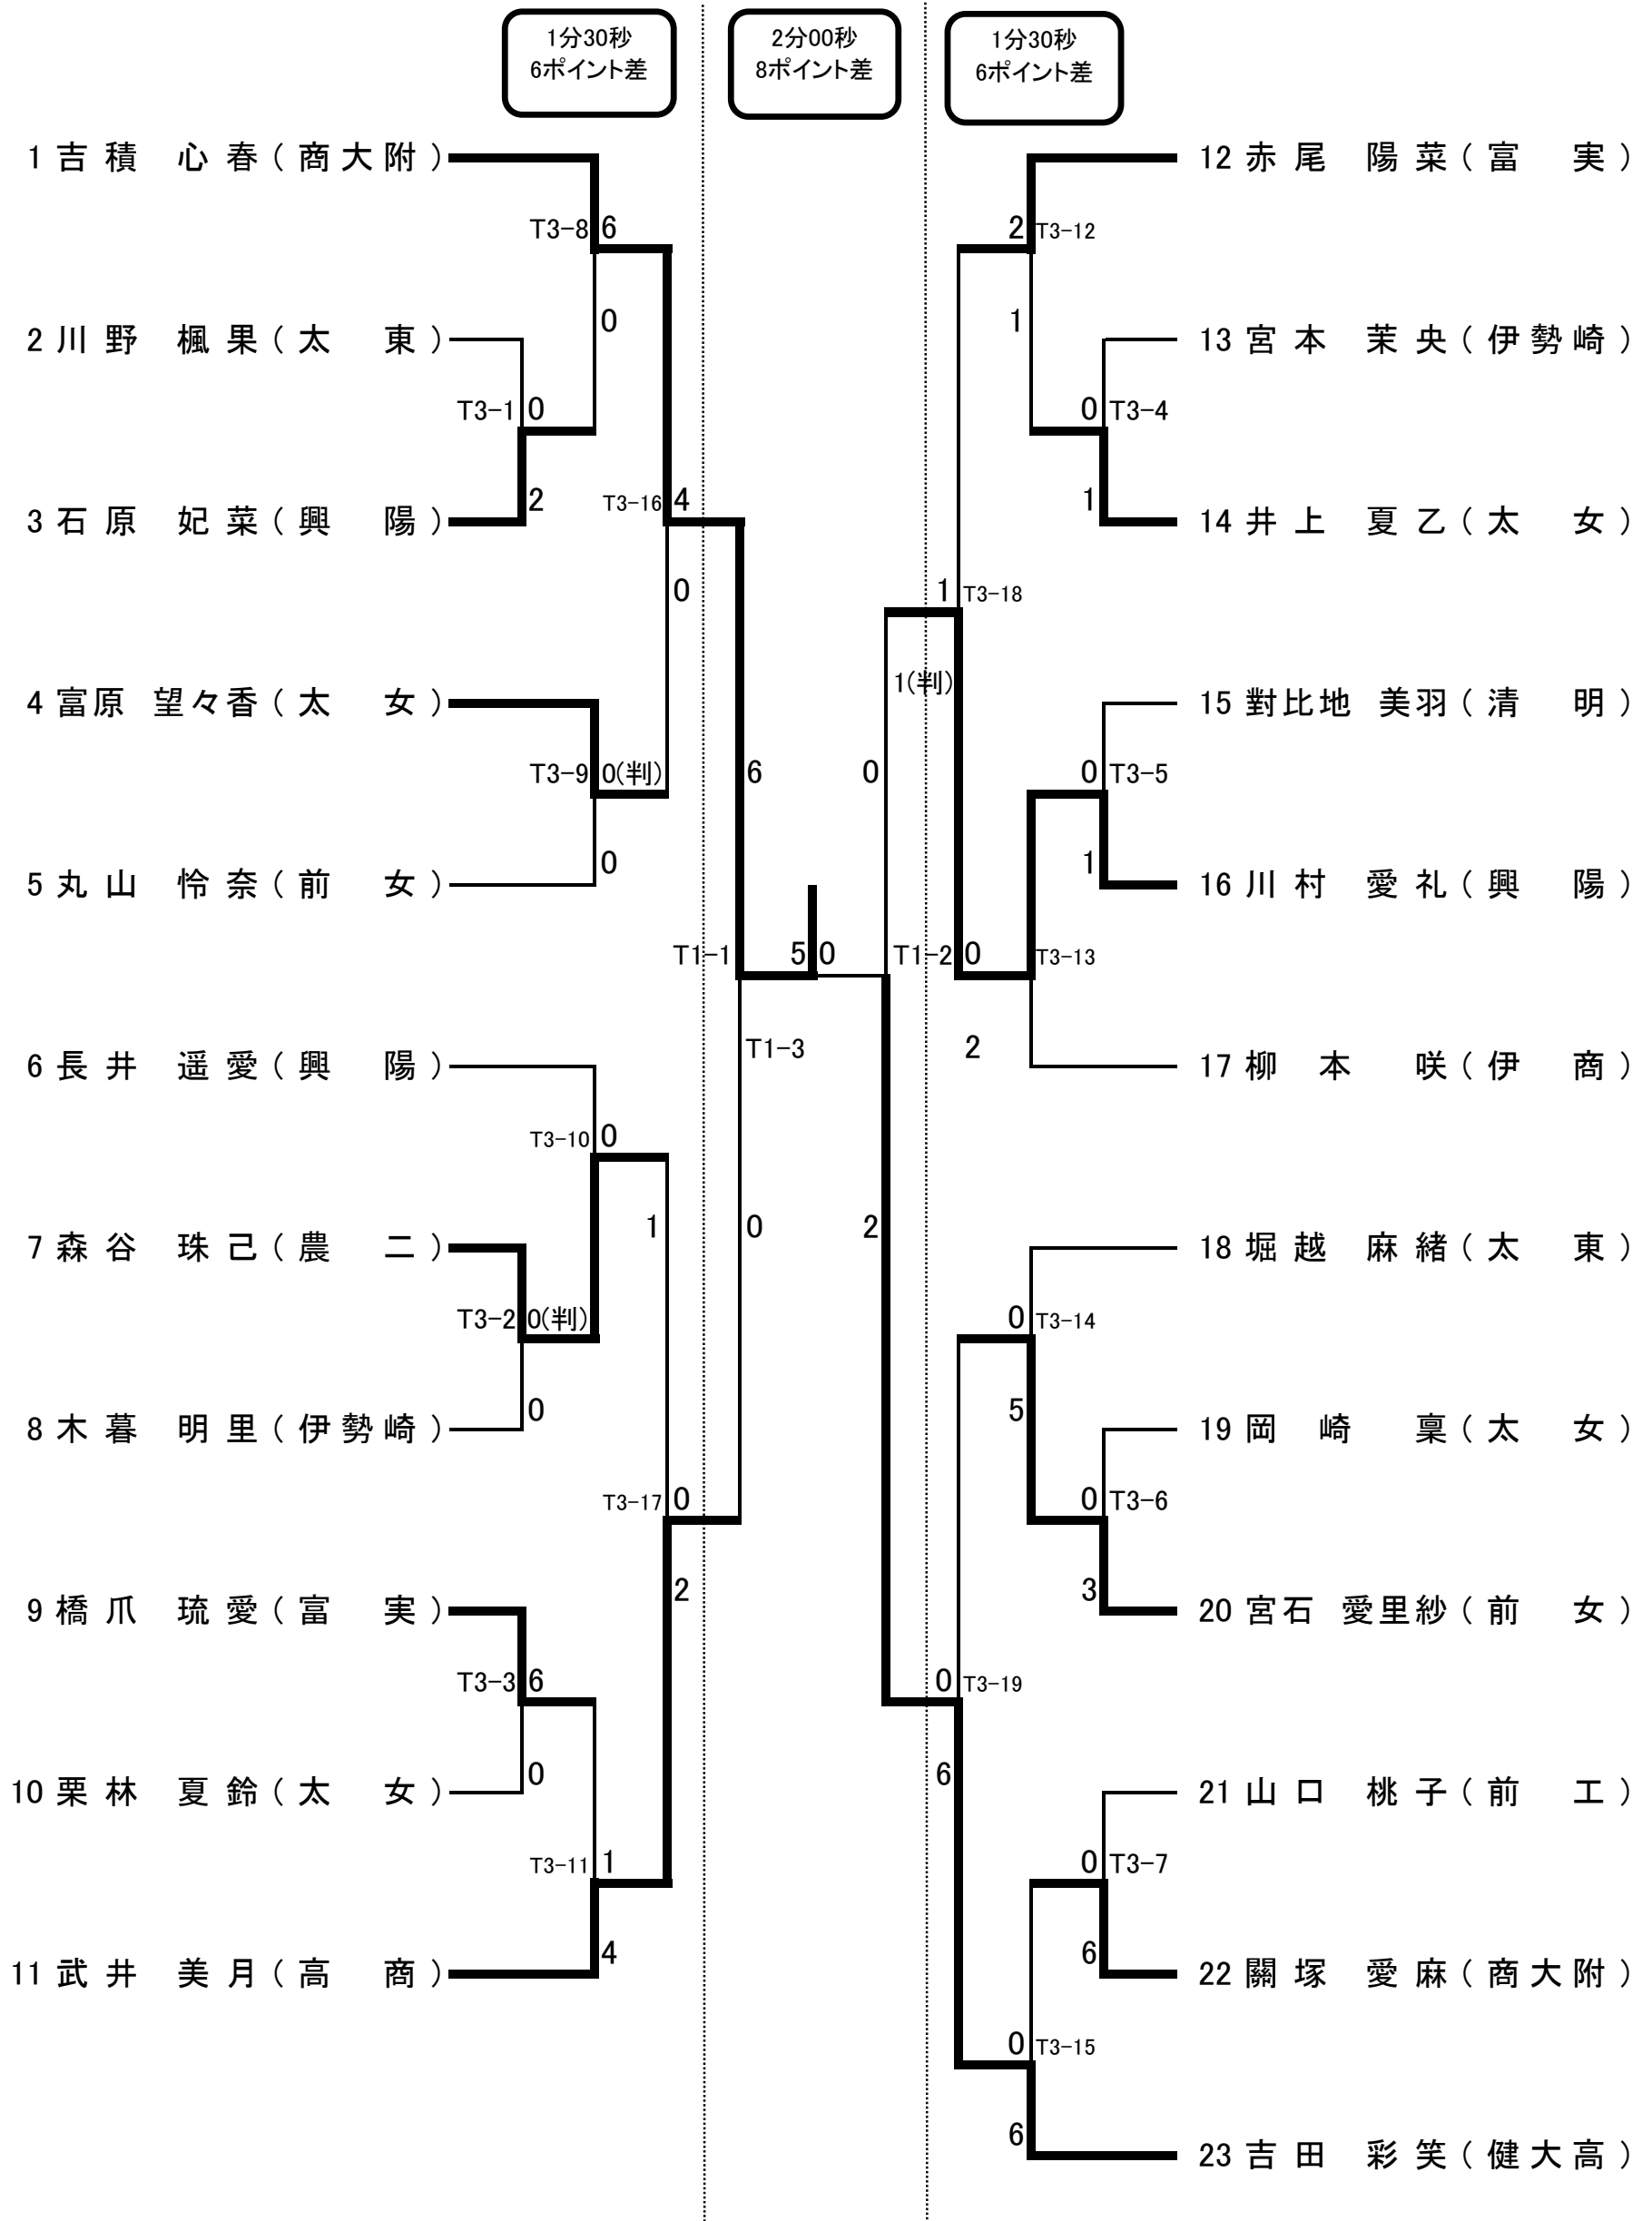 1分30秒
6ポイント差
2分00秒
8ポイント差
1分30秒
6ポイント差
1 吉積 心春(商大附)
T3-8 6
0
2 川野 楓果(太 東)
T3-1 0
2
3 石原 妃菜(興 陽)
T3-16 4
0
4 富原 望々香(太 女)
T3-9 0(判)
0
5 丸山 怜奈(前 女)
6
T1-1
0
6 長井 遥愛(興 陽)
T3-10 0
1
7 森谷 珠己(農 二)
T3-2 0(判)
0
8 木暮 明里(伊勢崎)
T3-17 0
2
9 橋爪 琉愛(富 実)
T3-3 6
0
10 栗林 夏鈴(太 女)
T3-11 1
4
11 武井 美月(高 商)
5 0
T1-3
12 赤尾 陽菜(富 実)
2 T3-12
1
13 宮本 茉央(伊勢崎)
0 T3-4
1
14 井上 夏乙(太 女)
1 T3-18
1(判)
15 對比地 美羽(清 明)
0 T3-5
1
16 川村 愛礼(興 陽)
0 T3-13
2
17 柳本 咲(伊 商)
0
T1-2
2
18 堀越 麻緒(太 東)
0 T3-14
5
19 岡崎 稟(太 女)
0 T3-6
3
20 宮石 愛里紗(前 女)
0 T3-19
6
21 山口 桃子(前 工)
0 T3-7
6
22 關塚 愛麻(商大附)
0 T3-15
6
23 吉田 彩笑(健大高)